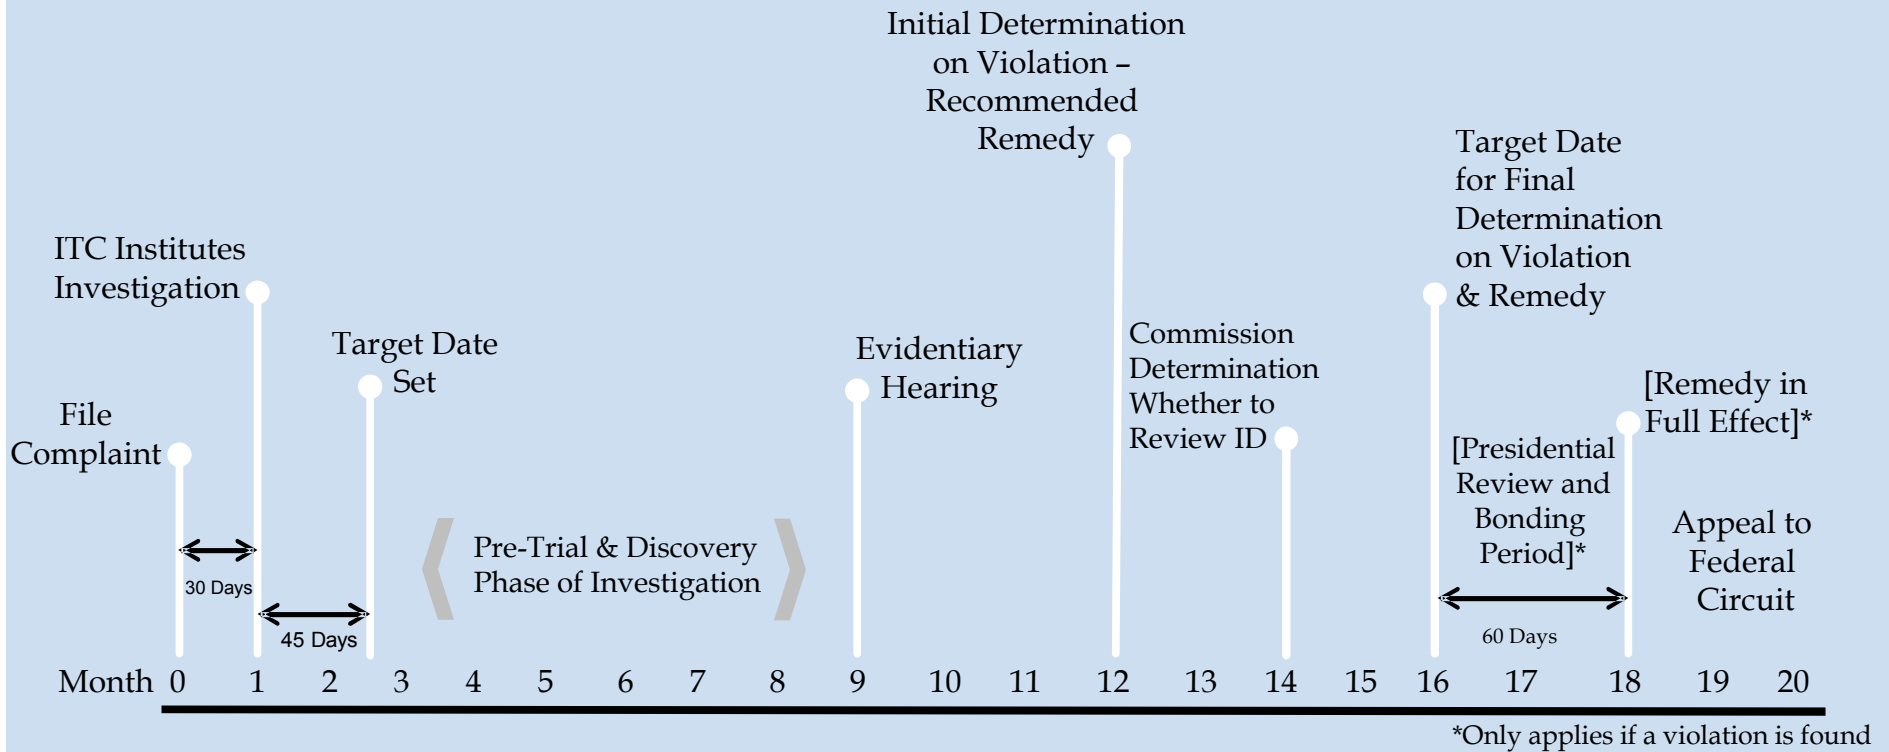 File
Complaint
30 Days
ITC Institutes
Investigation
45 Days
Target Date
Set
Pre-Trial & Discovery
Phase of Investigation
Evidentiary
Hearing
Initial Determination
on Violation –
Recommended
Remedy
Commission
Determination
Whether to
Review ID
Target Date
for Final
Determination
on Violation
& Remedy
[Presidential
Review and
Bonding
Period]*
60 Days
[Remedy in
Full Effect]*
Appeal to
Federal
Circuit
Month 0 1 2 3 4 5 6 7 8 9 10 11 12 13 14 15 16 17 18 19 20
*Only applies if a violation is found